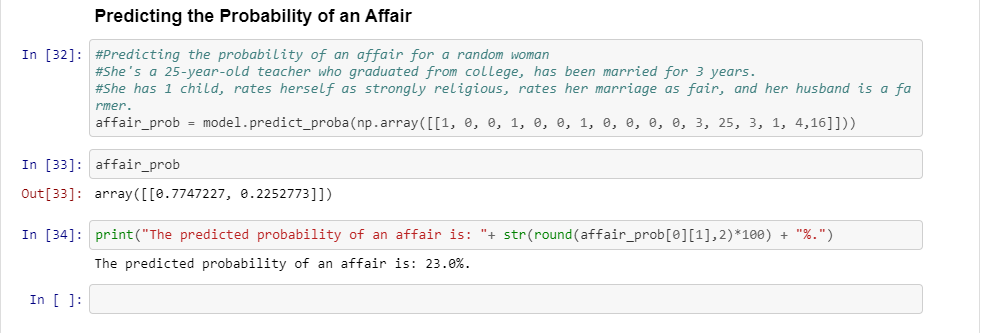 Predicting the Probability of an Affair
In [32]: #Predicting the probability of an affair for a random woman
#She's a 25-year-old teacher who graduated from college, has been married for 3 years.
#She has 1 child, rates herself as strongly religious, rates her marriage as fair, and her husband is a fa
rmer.
affair_prob = model.predict_proba(np.array([[1, 0, 0, 1, 0, 0, 1, 0, 0, 0, 0, 3, 25, 3, 1, 4,16]]))
In [33]: affair_prob
Out[33]: array([[0.7747227, 0.2252773]])
In [34]: print("The predicted probability of an affair is: "+ str(round(affair_prob[0][1],2)*100) + "%.")
The predicted probability of an affair is: 23.0%.
In [ ]: